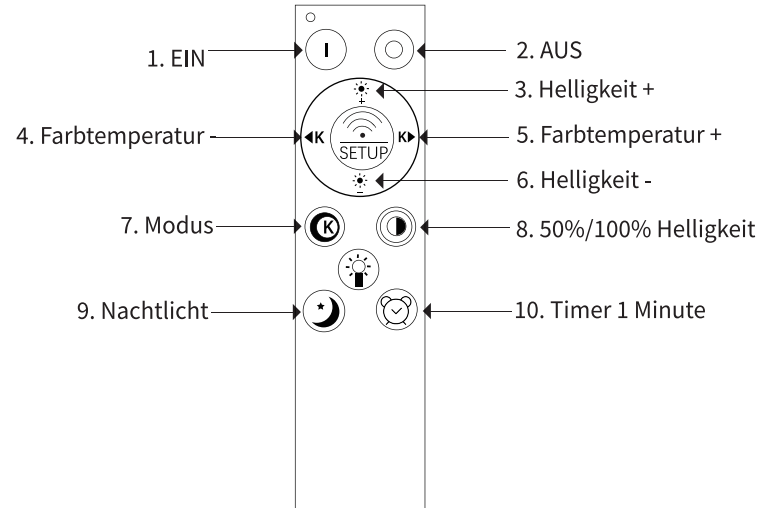 1. EIN
2. AUS
3. Helligkeit +
4. Farbtemperatur -
K
SETUP
K
5. Farbtemperatur +
6. Helligkeit -
7. Modus
K
8. 50%/100% Helligkeit
9. Nachtlicht
10. Timer 1 Minute